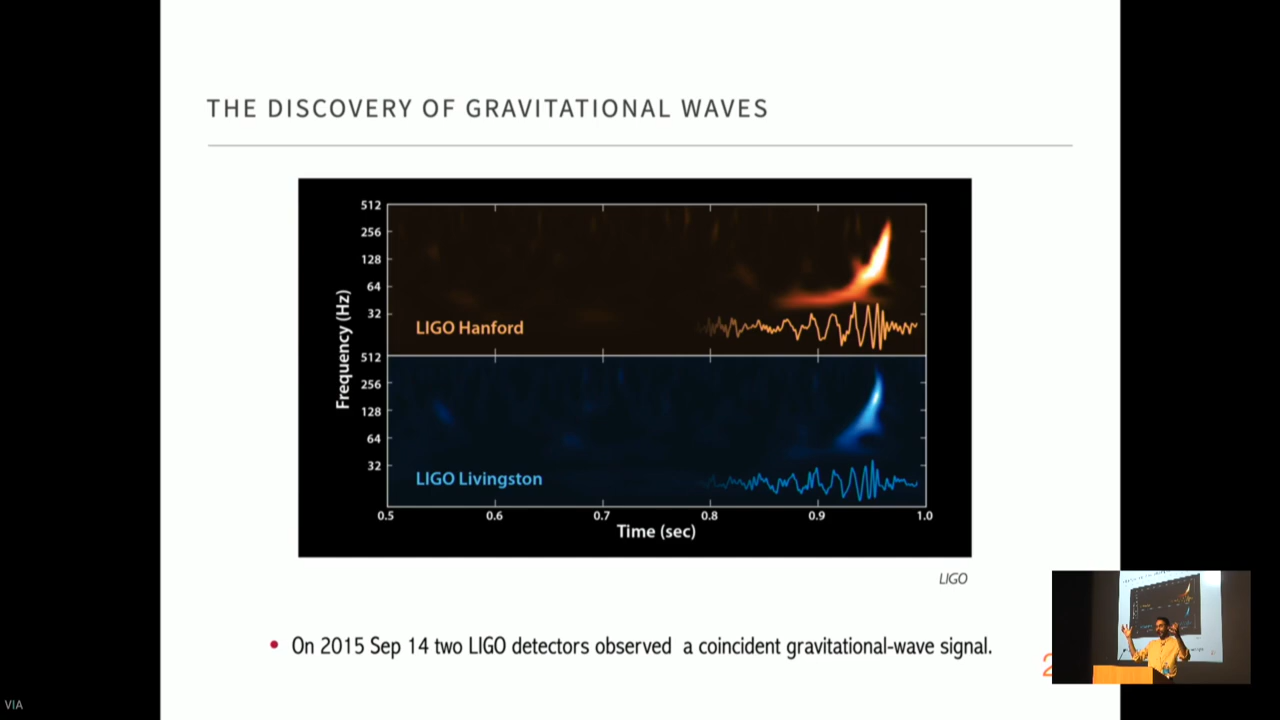 THE DISCOVERY OF GRAVITATIONAL WAVES
512
256
128
64
32
LIGO Hanford
Frequency (Hz)
512
256
128
64
32
LIGO Livingston
0.5 0.6 0.7 0.8 0.9 1.0
Time (sec)
LIGO
• On 2015 Sep 14 two LIGO detectors observed a coincident gravitational-wave signal.
2
VIA